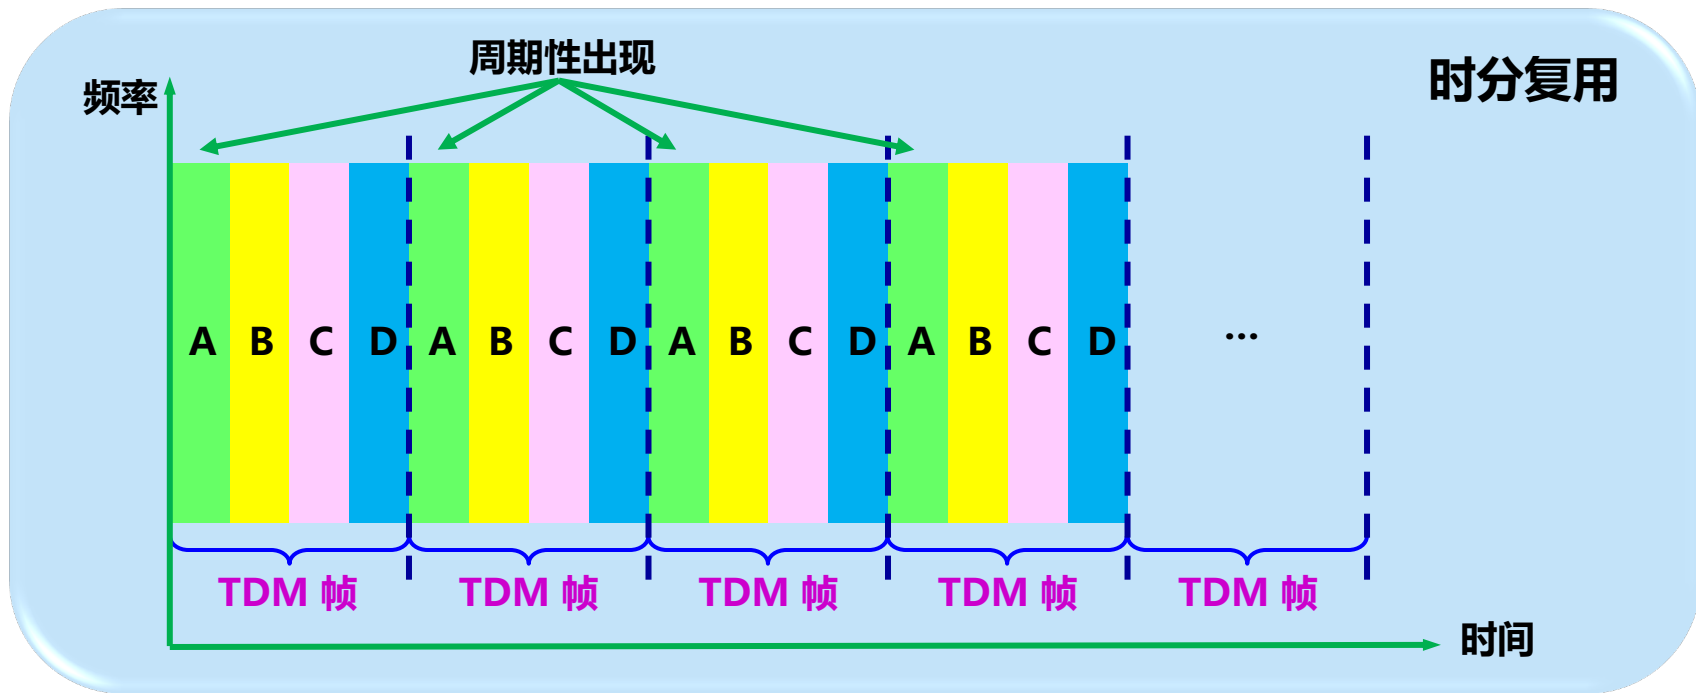 周期性出现
时分复用
频率
A B C D A B C D A B C D A B C D ...
TDM 帧 TDM 帧 TDM 帧 TDM 帧 TDM 帧
时间